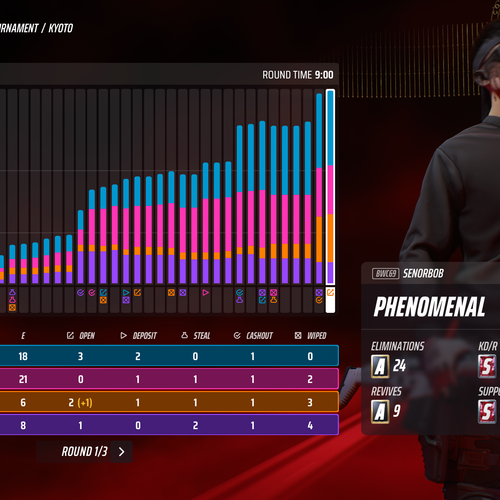 RNAMENT / KYOTO
ROUND TIME 9:00
BWC69 SENORBOB
PHENOMENAL
ELIMINATIONS KD/R
A 24 S
REVIVES SUPP
A 9 S
E OPEN DEPOSIT STEAL CASHOUT WIPED
18 3 2 0 1 0
21 0 1 1 1 2
6 2 (+1) 1 1 1 3
8 1 0 2 1 4
ROUND 1/3